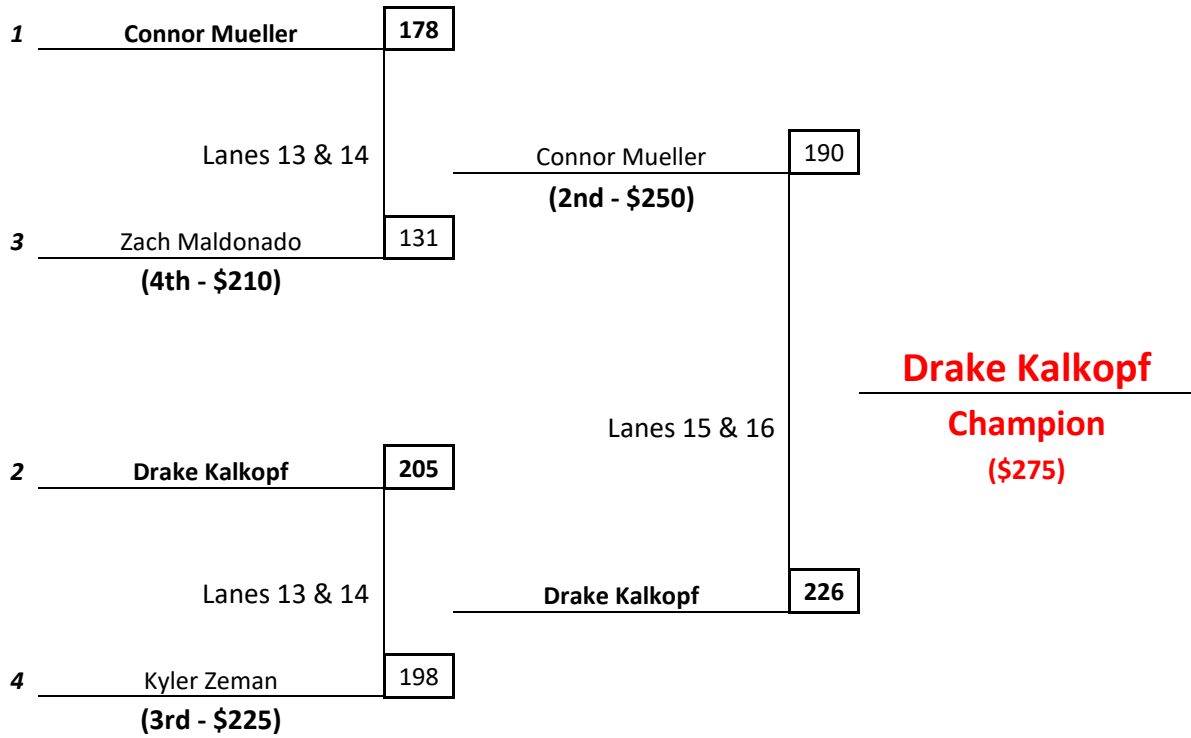 1 Connor Mueller 178
Lanes 13 & 14
3 Zach Maldonado 131
(4th - $210)
Connor Mueller 190
(2nd - $250)
2 Drake Kalkopf 205
Lanes 13 & 14
4 Kyler Zeman 198
(3rd - $225)
Lanes 15 & 16
Drake Kalkopf 226
Drake Kalkopf
Champion
($275)